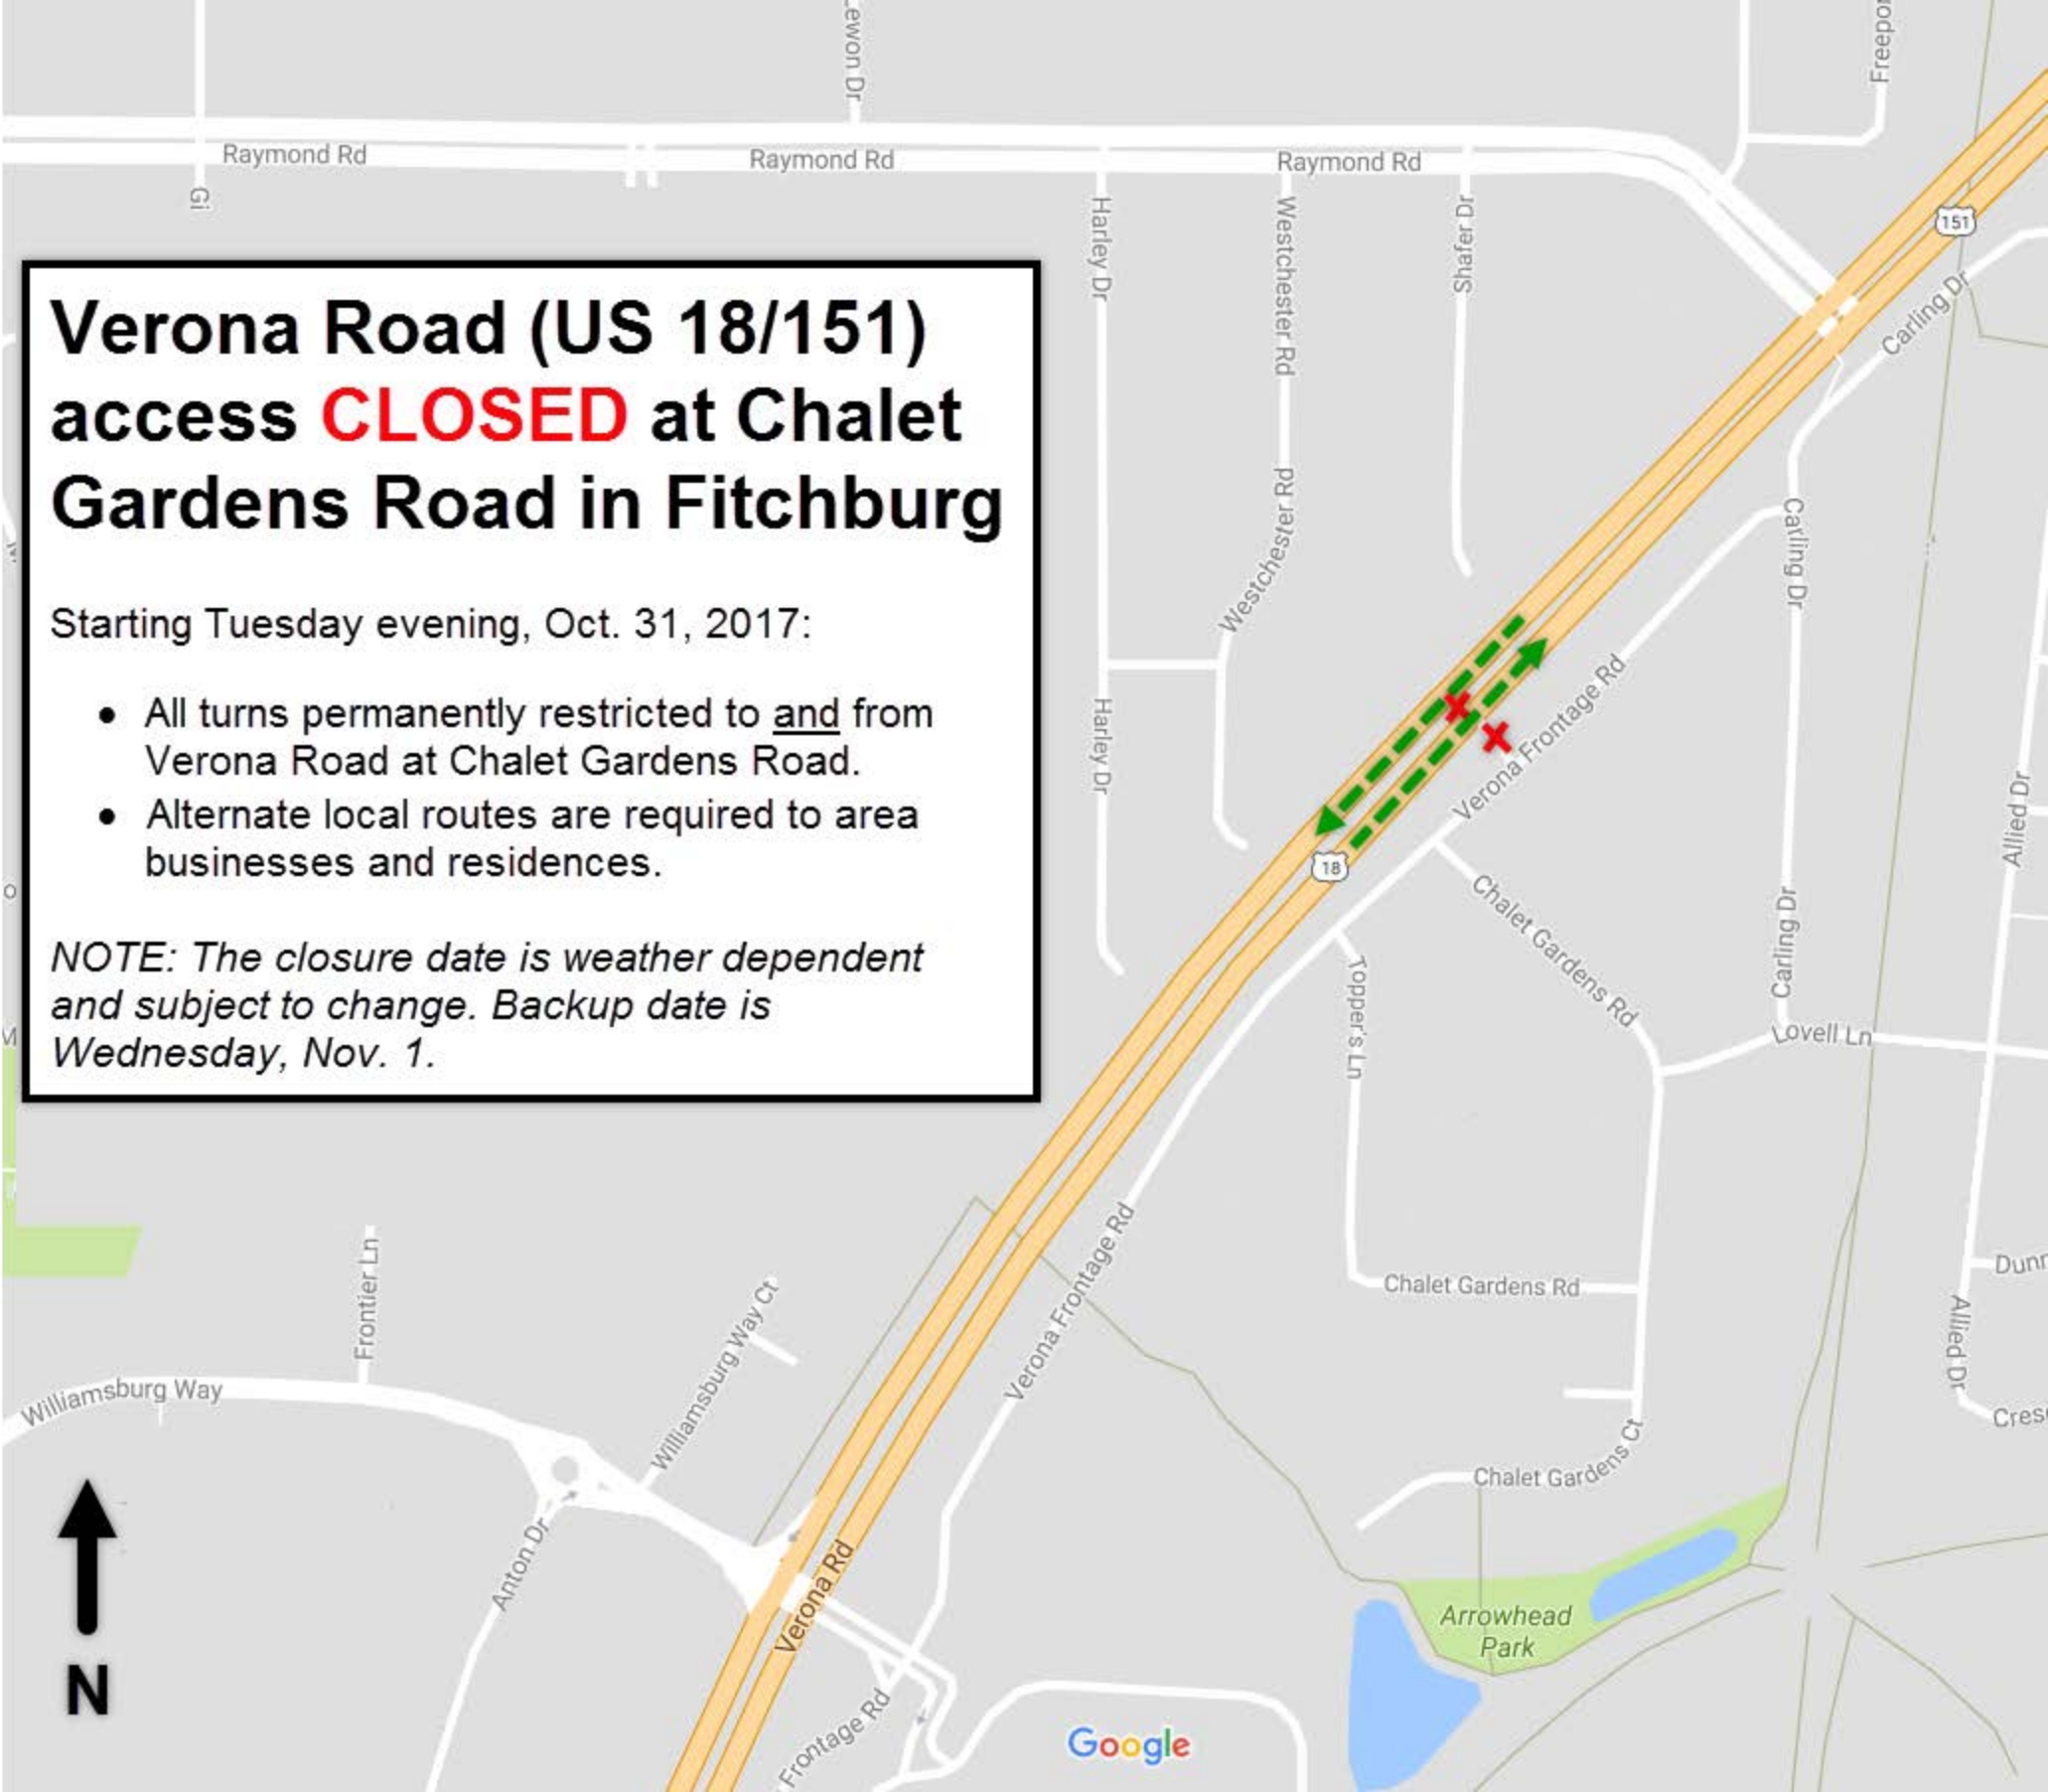 Lewon Dr
Raymond Rd
Raymond Rd
Raymond Rd
Gi
Harley Dr
Westchester Rd
Shafer Dr
151
Carling Dr
Verona Road (US 18/151)
access CLOSED at Chalet
Gardens Road in Fitchburg
Starting Tuesday evening, Oct. 31, 2017:
• All turns permanently restricted to and from
Verona Road at Chalet Gardens Road.
• Alternate local routes are required to area
businesses and residences.
NOTE: The closure date is weather dependent
and subject to change. Backup date is
Wednesday, Nov. 1.
Westchester Rd
Carling Dr
Harley Dr
Verona Frontage Rd
Allied Dr
18
Chalet Gardens Rd
Carling Dr
Topper's Ln
Lovell Ln
Verona Frontage Rd
Chalet Gardens Rd
Dunn
Allied Dr
Cres
Frontier Ln
Williamsburg Way Ct
Williamsburg Way
Chalet Gardens Ct
Anton Dr
Verona Rd
Arrowhead
Park
N
Frontage Rd
Google